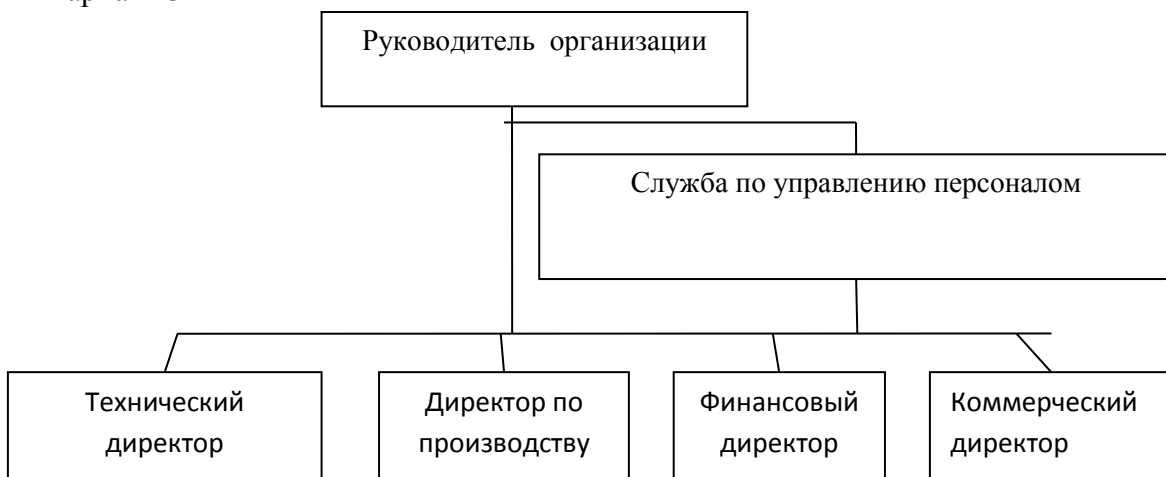 Руководитель организации
Служба по управлению персоналом
Технический
директор
Директор по
производству
Финансовый
директор
Коммерческий
директор